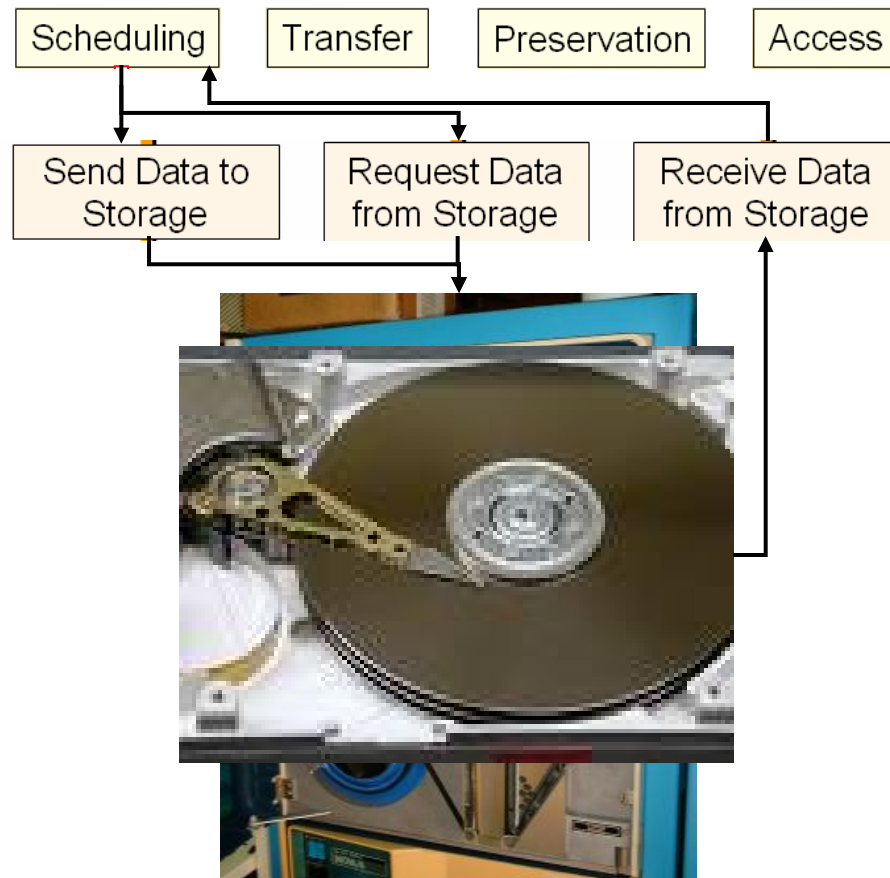 Scheduling
Transfer
Preservation
Access
Send Data to
Storage
Request Data
from Storage
Receive Data
from Storage